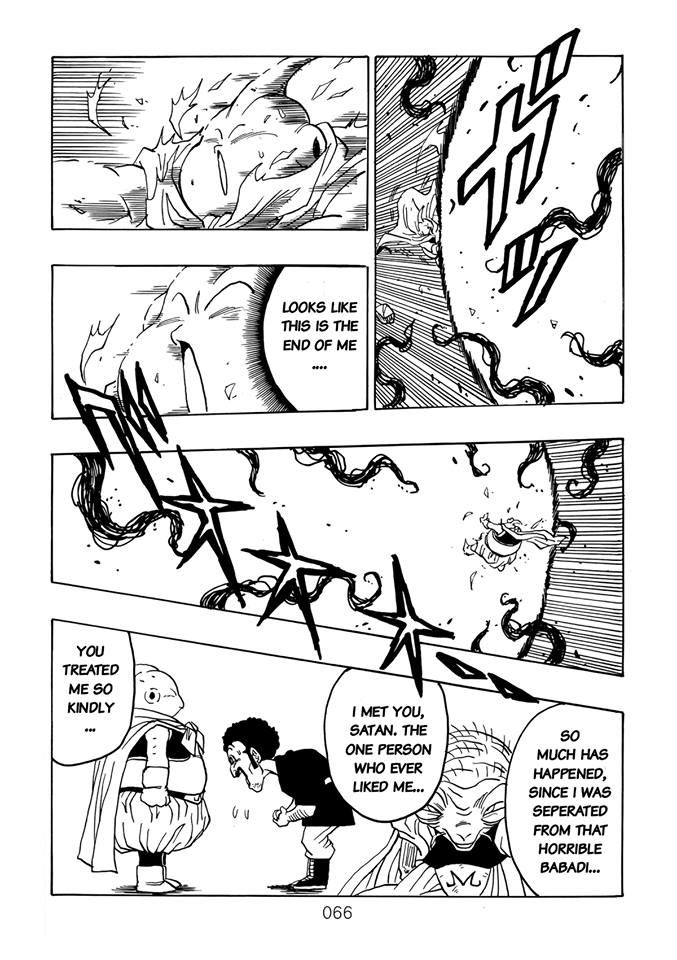 LOOKS LIKE
THIS IS THE
END OF ME
....
SO
MUCH HAS
HAPPENED,
SINCE I WAS
SEPERATED
FROM THAT
HORRIBLE
BABADI...
I MET YOU,
SATAN. THE
ONE PERSON
WHO EVER
LIKED ME...
YOU
TREATED
ME SO
KINDLY
...
M
066